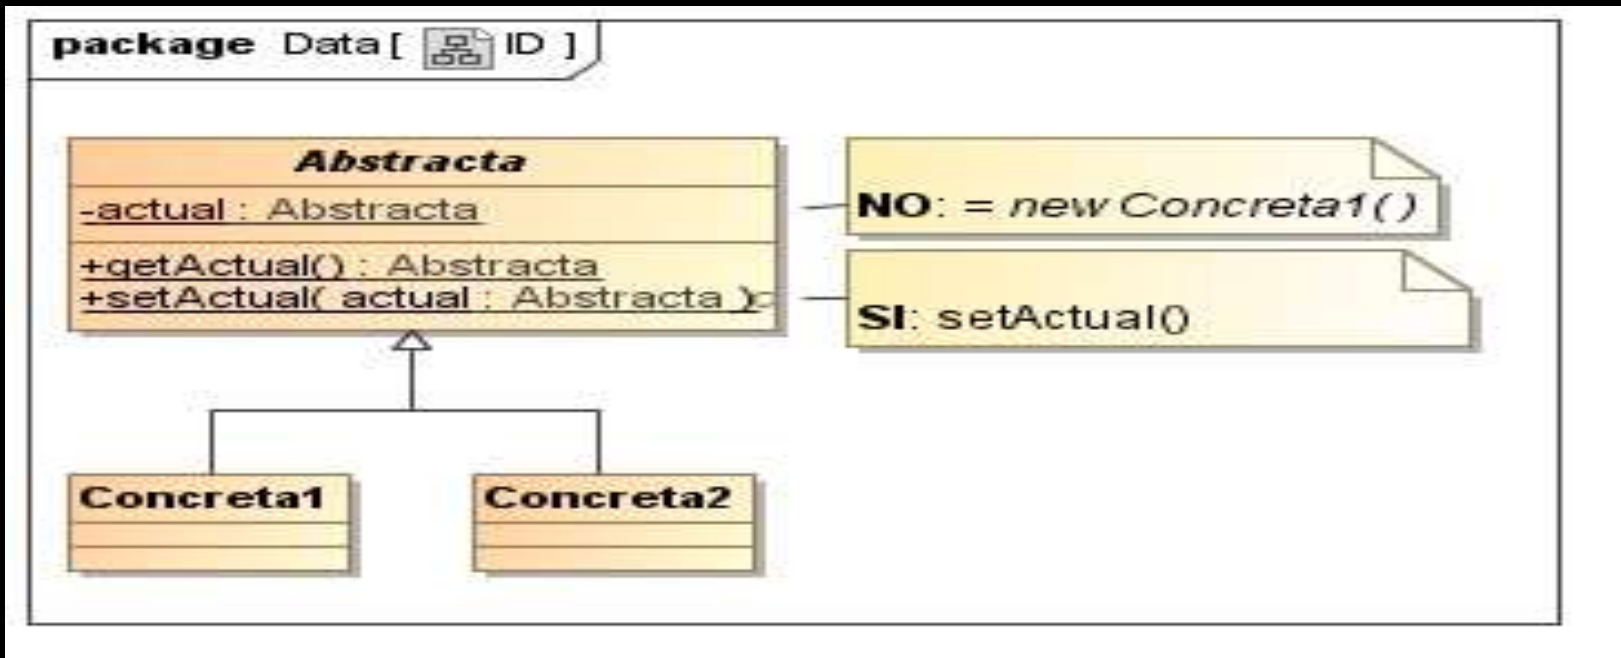 package Data [ ID ]
Abstracta
-actual : Abstracta
+getActual() : Abstracta
+setActual( actual : Abstracta )
NO: = new Concreta1()
SI: setActual()
Concreta1
Concreta2